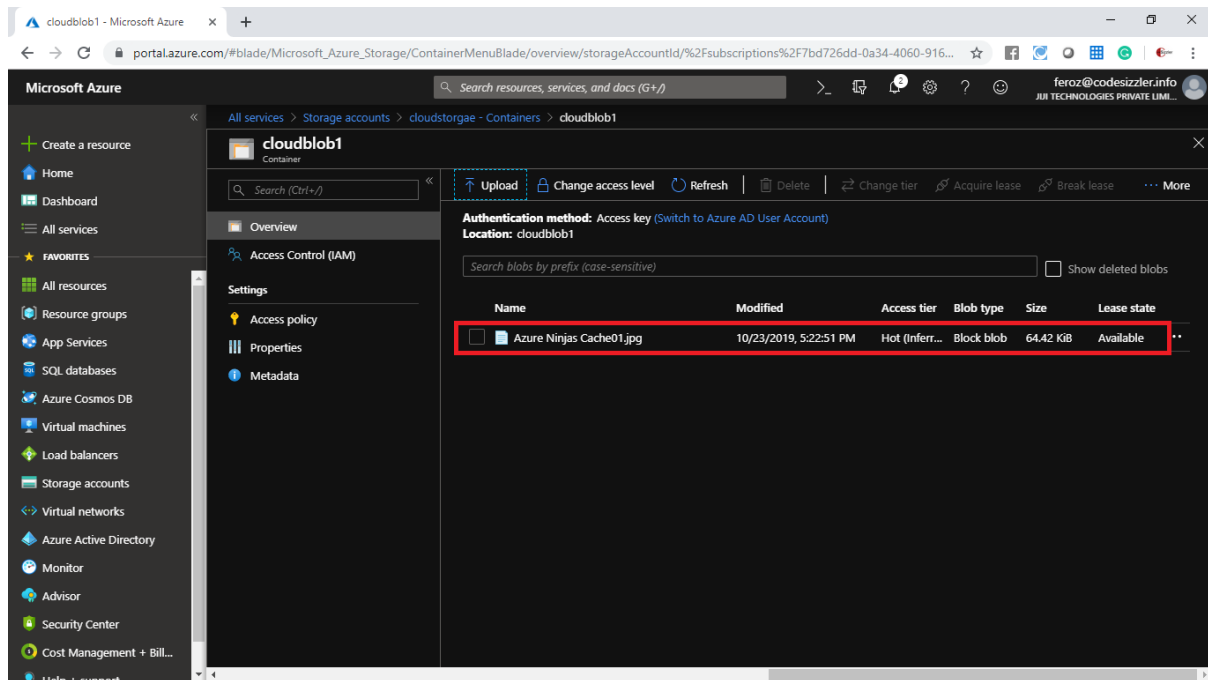 cloudblob1 - Microsoft Azure
portal.azure.com/#blade/Microsoft_Azure_Storage/ContainerMenuBlade/overview/storageAccountId/%2Fsubscriptions%2F7bd726dd-0a34-4060-916...
Microsoft Azure
Search resources, services, and docs (G+/)
2
feroz@codesizzler.info
JIJI TECHNOLOGIES PRIVATE LIMI...
All services > Storage accounts > cloudstorgae - Containers > cloudblob1
Create a resource
Home
Dashboard
All services
FAVORITES
All resources
Resource groups
App Services
SQL databases
Azure Cosmos DB
Virtual machines
Load balancers
Storage accounts
Virtual networks
Azure Active Directory
Monitor
Advisor
Security Center
Cost Management + Bill...
Help + support
cloudblob1
Container
Search (Ctrl+/)
Overview
Access Control (IAM)
Settings
Access policy
Properties
Metadata
Upload Change access level Refresh Delete Change tier Acquire lease Break lease ... More
Authentication method: Access key (Switch to Azure AD User Account)
Location: cloudblob1
Search blobs by prefix (case-sensitive)
Show deleted blobs
Name Modified Access tier Blob type Size Lease state
Azure Ninjas Cache01.jpg 10/23/2019, 5:22:51 PM Hot (Inferr... Block blob 64.42 KiB Available